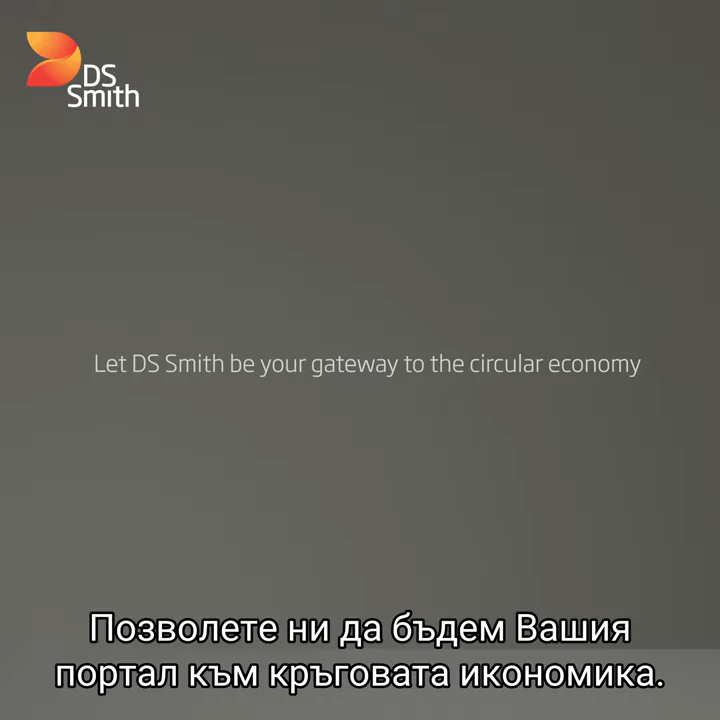 DS
Smith
Let DS Smith be your gateway to the circular economy
Позволете ни да бъдем Вашия
портал към кръговата икономика.